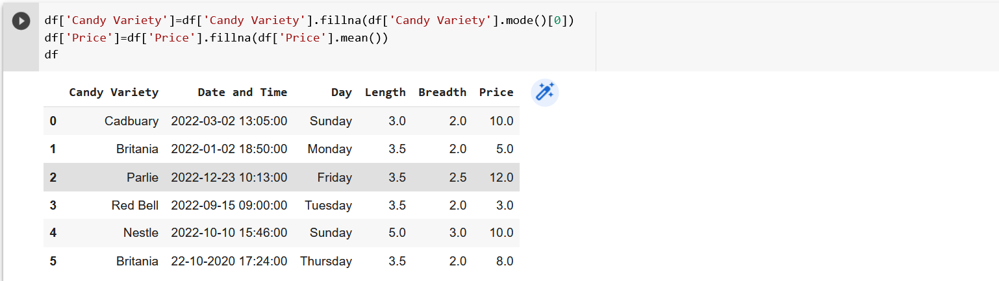 df['Candy Variety']=df['Candy Variety'].fillna(df['Candy Variety'].mode()[0])
df['Price']=df['Price'].fillna(df['Price'].mean())
df
Candy Variety Date and Time Day Length Breadth Price
0 Cadbuary 2022-03-02 13:05:00 Sunday 3.0 2.0 10.0
1 Britania 2022-01-02 18:50:00 Monday 3.5 2.0 5.0
2 Parlie 2022-12-23 10:13:00 Friday 3.5 2.5 12.0
3 Red Bell 2022-09-15 09:00:00 Tuesday 3.5 2.0 3.0
4 Nestle 2022-10-10 15:46:00 Sunday 5.0 3.0 10.0
5 Britania 22-10-2020 17:24:00 Thursday 3.5 2.0 8.0